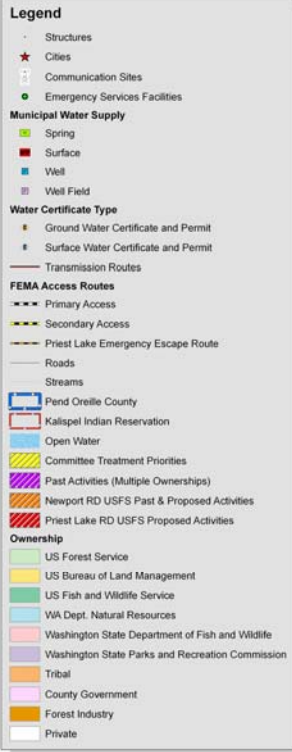 Legend
Structures
Cities
Communication Sites
Emergency Services Facilities
Municipal Water Supply
Spring
Surface
Well
Well Field
Water Certificate Type
Ground Water Certificate and Permit
Surface Water Certificate and Permit
Transmission Routes
FEMA Access Routes
Primary Access
Secondary Access
Priest Lake Emergency Escape Route
Roads
Streams
Pend Oreille County
Kalispel Indian Reservation
Open Water
Committee Treatment Priorities
Past Activities (Multiple Ownerships)
Newport RD USFS Past & Proposed Activities
Priest Lake RD USFS Proposed Activities
Ownership
US Forest Service
US Bureau of Land Management
US Fish and Wildlife Service
WA Dept. Natural Resources
Washington State Department of Fish and Wildlife
Washington State Parks and Recreation Commission
Tribal
County Government
Forest Industry
Private